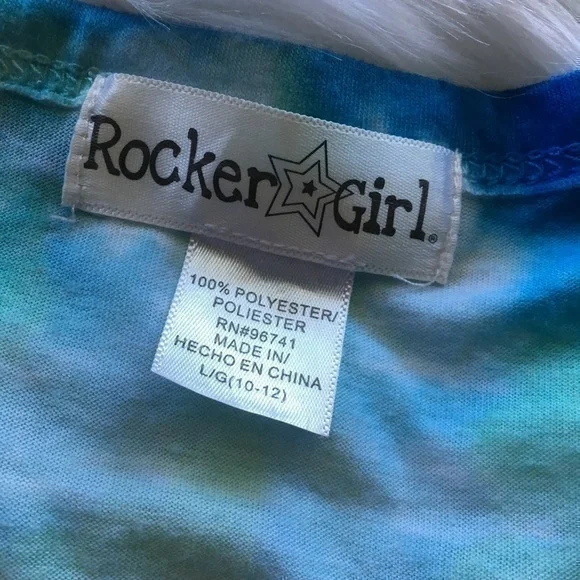 Rocker Girl®
100% POLYESTER/
POLIESTER
RN#96741
MADE IN/
HECHO EN CHINA
L/G(10-12)